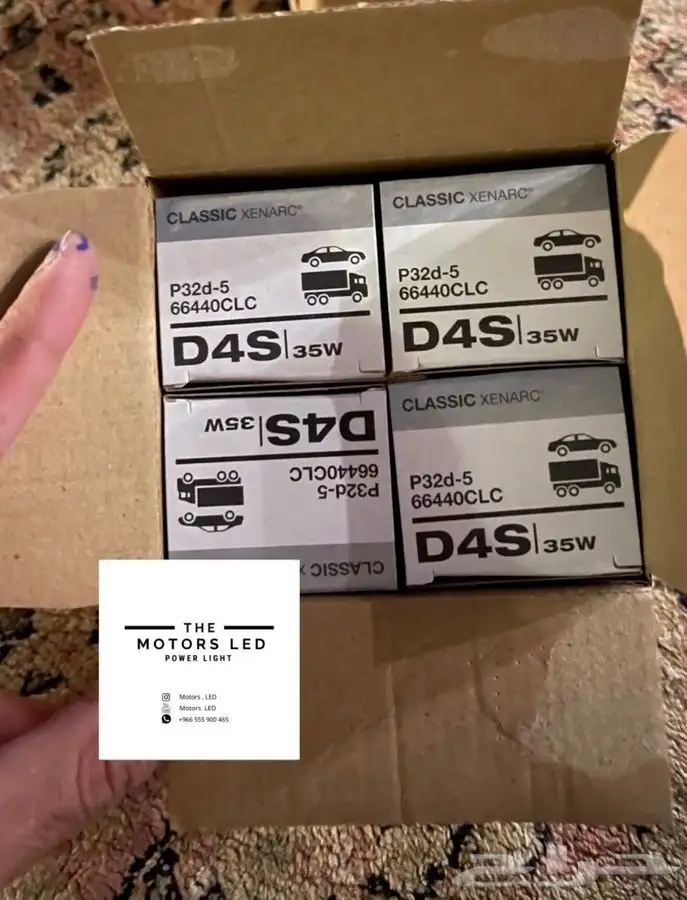 CLASSIC XENARC®
P32d-5
66440CLC
D4S 35W
CLASSIC XENARC®
P32d-5
66440CLC
D4S 35W
D4S 35W
66440CLC
P32d-5
CLASSIC X
CLASSIC XENARC
P32d-5
66440CLC
D4S 35W
THE
MOTORS LED
POWER LIGHT
Motors . LED
Motors LED
+966 555 900 465
حراج